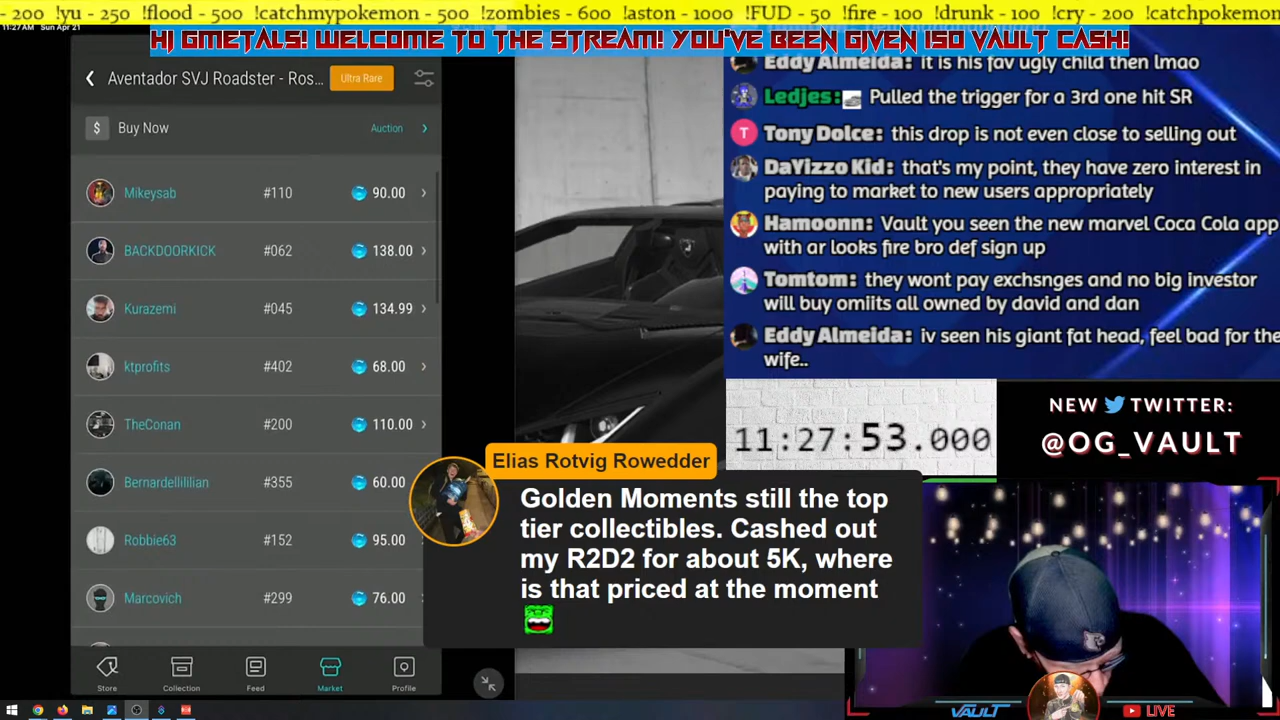 - 200 !yu - 250 !flood - 500 !catchmypokemon - 500 !zombies - 600 !aston - 1000 !FUD - 50 !fire - 100 !drunk - 100 !cry - 200 !catchpokemon
11:27 AM Sun Apr 21
HI GMETALS! WELCOME TO THE STREAM! YOU'VE BEEN GIVEN 150 VAULT CASH!
Aventador SVJ Roadster - Ros... Ultra Rare
$ Buy Now Auction
Mikeysab #110 90.00
BACKDOORKICK #062 138.00
Kurazemi #045 134.99
ktprofits #402 68.00
TheConan #200 110.00
Bernardellililian #355 60.00
Robbie63 #152 95.00
Marcovich #299 76.00
Store Collection Feed Market Profile
Eddy Almeida: it is his fav ugly child then lmao
Ledjes: Pulled the trigger for a 3rd one hit SR
T Tony Dolce: this drop is not even close to selling out
DaYizzo Kid: that's my point, they have zero interest in
paying to market to new users appropriately
Hamoonn: Vault you seen the new marvel Coca Cola app
with ar looks fire bro def sign up
Tomtom: they wont pay exchsnges and no big investor
will buy omiits all owned by david and dan
Eddy Almeida: iv seen his giant fat head, feel bad for the
wife..
11:27:53.000
NEW TWITTER:
@OG_VAULT
Elias Rotvig Rowedder
Golden Moments still the top
tier collectibles. Cashed out
my R2D2 for about 5K, where
is that priced at the moment
VAULT
LIVE